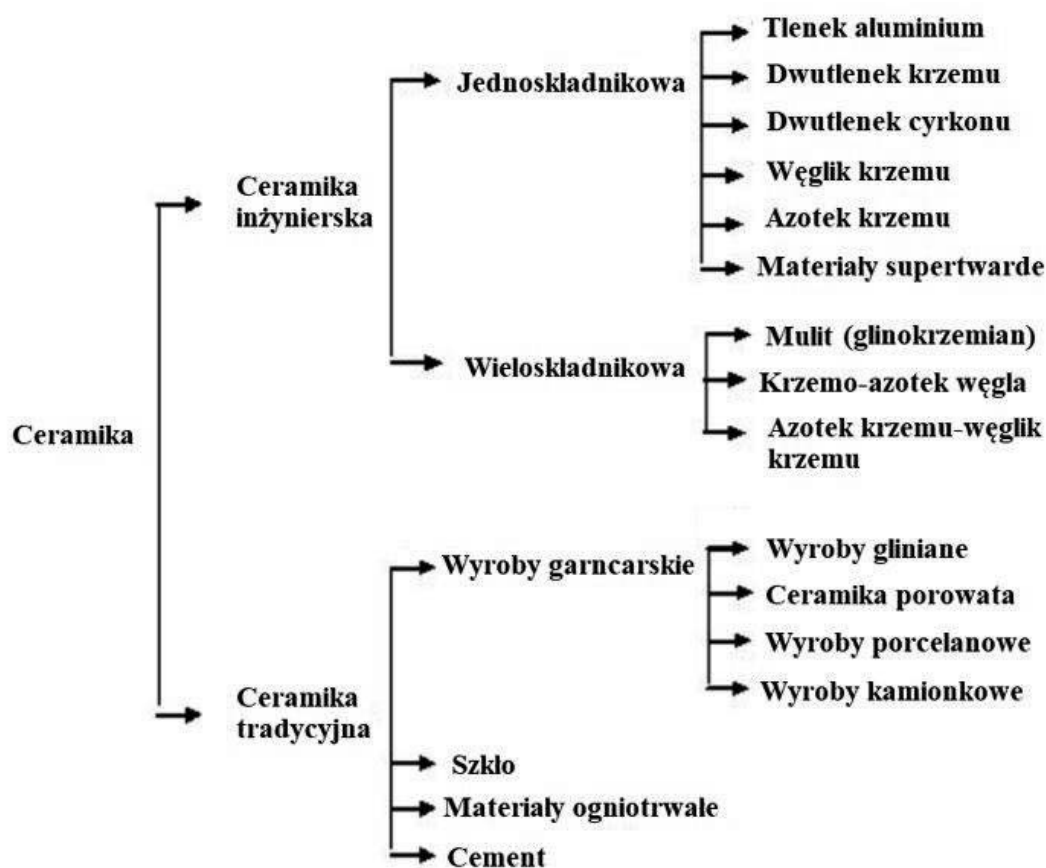 Ceramika
Ceramika
inżynierska
Jednoskładnikowa
Tlenek aluminium
Dwutlenek krzemu
Dwutlenek cyrkonu
Węglik krzemu
Azotek krzemu
Materiały supertwarde
Wieloskładnikowa
Mulit (glinokrzemian)
Krzemo-azotek węgla
Azotek krzemu-węglik
krzemu
Ceramika
tradycyjna
Wyroby garncarskie
Wyroby gliniane
Ceramika porowata
Wyroby porcelanowe
Wyroby kamionkowe
Szkło
Materiały ogniotrwałe
Cement